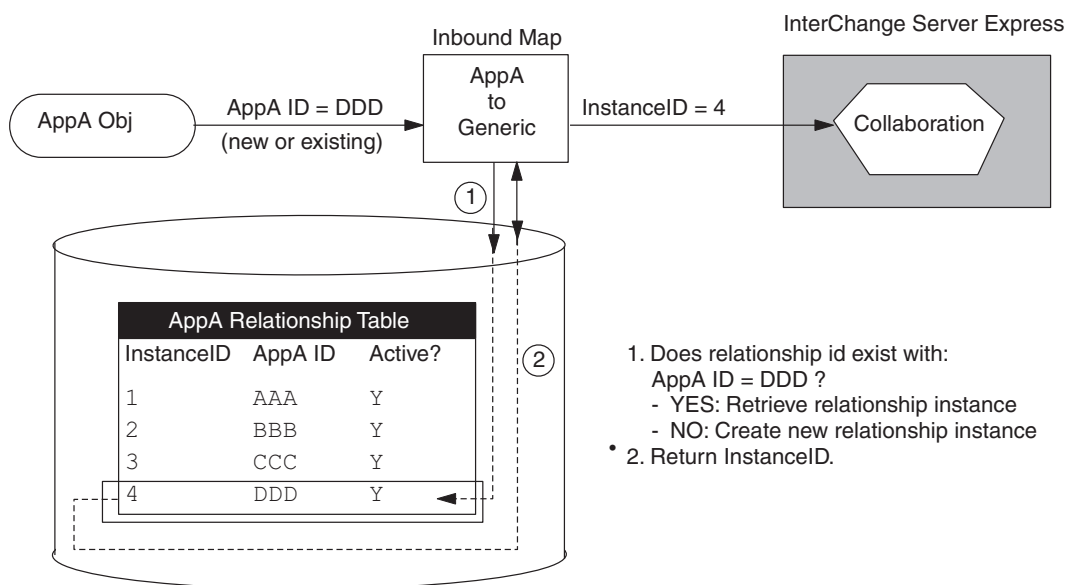 InterChange Server Express
Inbound Map
AppA
to
Generic
AppA Obj
AppA ID = DDD
(new or existing)
InstanceID = 4
Collaboration
1
AppA Relationship Table
InstanceID AppA ID Active?
1 AAA Y
2 BBB Y
3 CCC Y
4 DDD Y
2
1. Does relationship id exist with:
AppA ID = DDD ?
- YES: Retrieve relationship instance
- NO: Create new relationship instance
• 2. Return InstanceID.